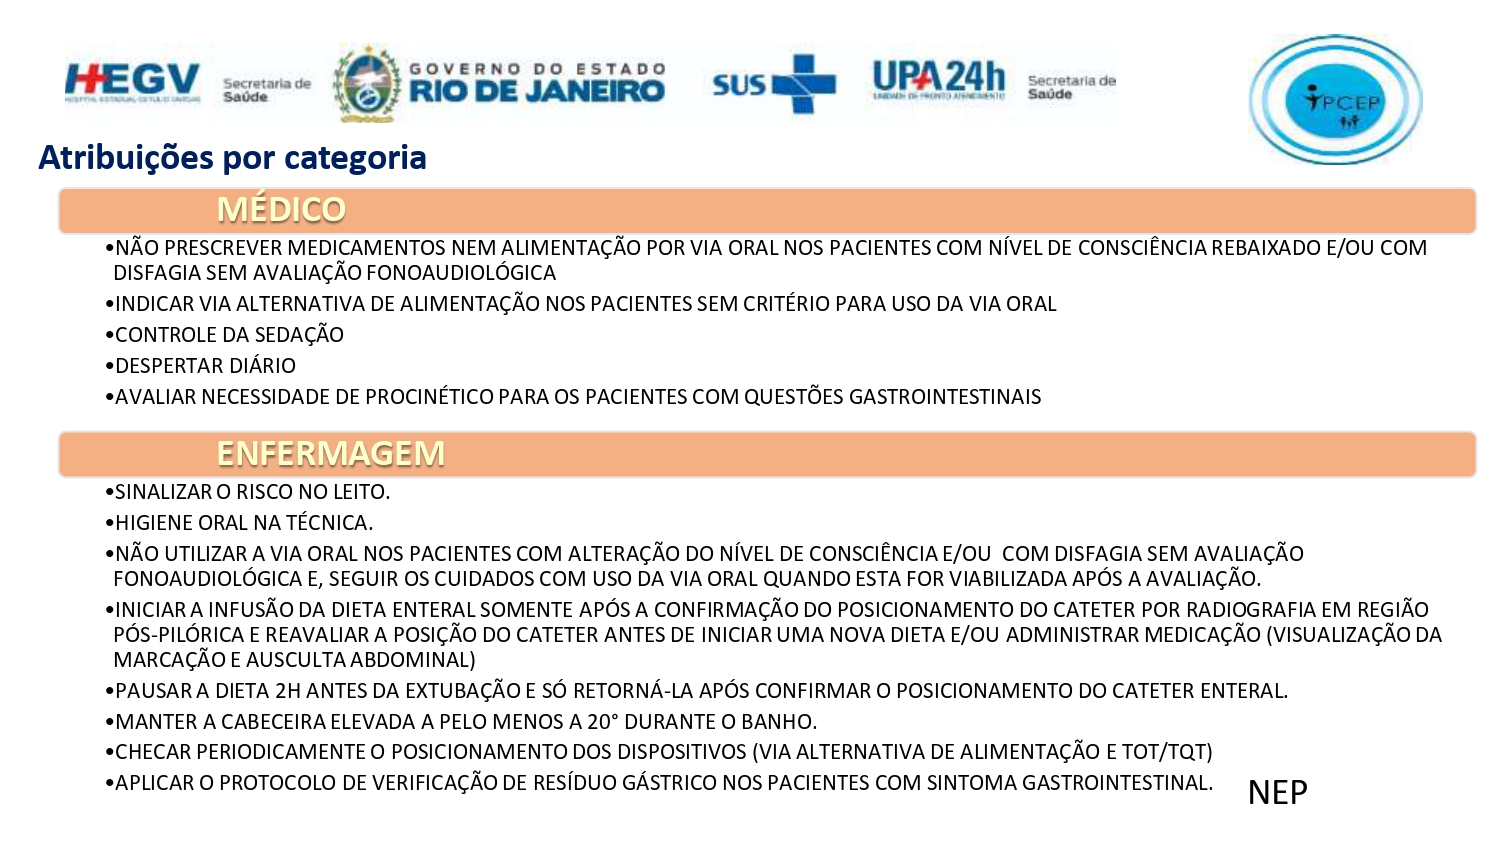 HEGV
HOSPITAL ESTADUAL GETULIO VARGAS
Secretaria de
Saúde
GOVERNO DO ESTADO
RIO DE JANEIRO
SUS
UPA24h
UNIDADE DE PRONTO ATENDIMENTO
Secretaria de
Saúde
PCEP
Atribuições por categoria
MÉDICO
•NÃO PRESCREVER MEDICAMENTOS NEM ALIMENTAÇÃO POR VIA ORAL NOS PACIENTES COM NÍVEL DE CONSCIÊNCIA REBAIXADO E/OU COM
DISFAGIA SEM AVALIAÇÃO FONOAUDIOLÓGICA
•INDICAR VIA ALTERNATIVA DE ALIMENTAÇÃO NOS PACIENTES SEM CRITÉRIO PARA USO DA VIA ORAL
•CONTROLE DA SEDAÇÃO
•DESPERTAR DIÁRIO
•AVALIAR NECESSIDADE DE PROCINÉTICO PARA OS PACIENTES COM QUESTÕES GASTROINTESTINAIS
ENFERMAGEM
•SINALIZAR O RISCO NO LEITO.
•HIGIENE ORAL NA TÉCNICA.
•NÃO UTILIZAR A VIA ORAL NOS PACIENTES COM ALTERAÇÃO DO NÍVEL DE CONSCIÊNCIA E/OU COM DISFAGIA SEM AVALIAÇÃO
FONOAUDIOLÓGICA E, SEGUIR OS CUIDADOS COM USO DA VIA ORAL QUANDO ESTA FOR VIABILIZADA APÓS A AVALIAÇÃO.
•INICIAR A INFUSÃO DA DIETA ENTERAL SOMENTE APÓS A CONFIRMAÇÃO DO POSICIONAMENTO DO CATETER POR RADIOGRAFIA EM REGIÃO
PÓS-PILÓRICA E REAVALIAR A POSIÇÃO DO CATETER ANTES DE INICIAR UMA NOVA DIETA E/OU ADMINISTRAR MEDICAÇÃO (VISUALIZAÇÃO DA
MARCAÇÃO E AUSCULTA ABDOMINAL)
•PAUSAR A DIETA 2H ANTES DA EXTUBAÇÃO E SÓ RETORNÁ-LA APÓS CONFIRMAR O POSICIONAMENTO DO CATETER ENTERAL.
•MANTER A CABECEIRA ELEVADA A PELO MENOS A 20° DURANTE O BANHO.
•CHECAR PERIODICAMENTE O POSICIONAMENTO DOS DISPOSITIVOS (VIA ALTERNATIVA DE ALIMENTAÇÃO E TOT/TQT)
•APLICAR O PROTOCOLO DE VERIFICAÇÃO DE RESÍDUO GÁSTRICO NOS PACIENTES COM SINTOMA GASTROINTESTINAL.
NEP